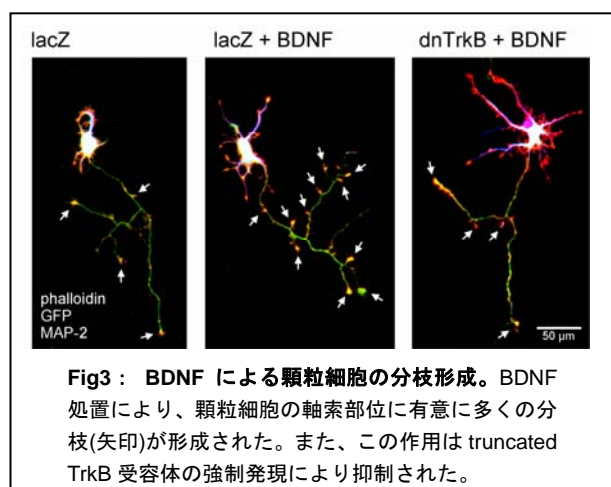 lacZ
lacZ + BDNF
dnTrkB + BDNF
phalloidin
GFP
MAP-2
50 µm
Fig3： BDNF による顆粒細胞の分枝形成。BDNF
処置により、顆粒細胞の軸索部位に有意に多くの分
枝(矢印)が形成された。また、この作用は truncated
TrkB 受容体の強制発現により抑制された。